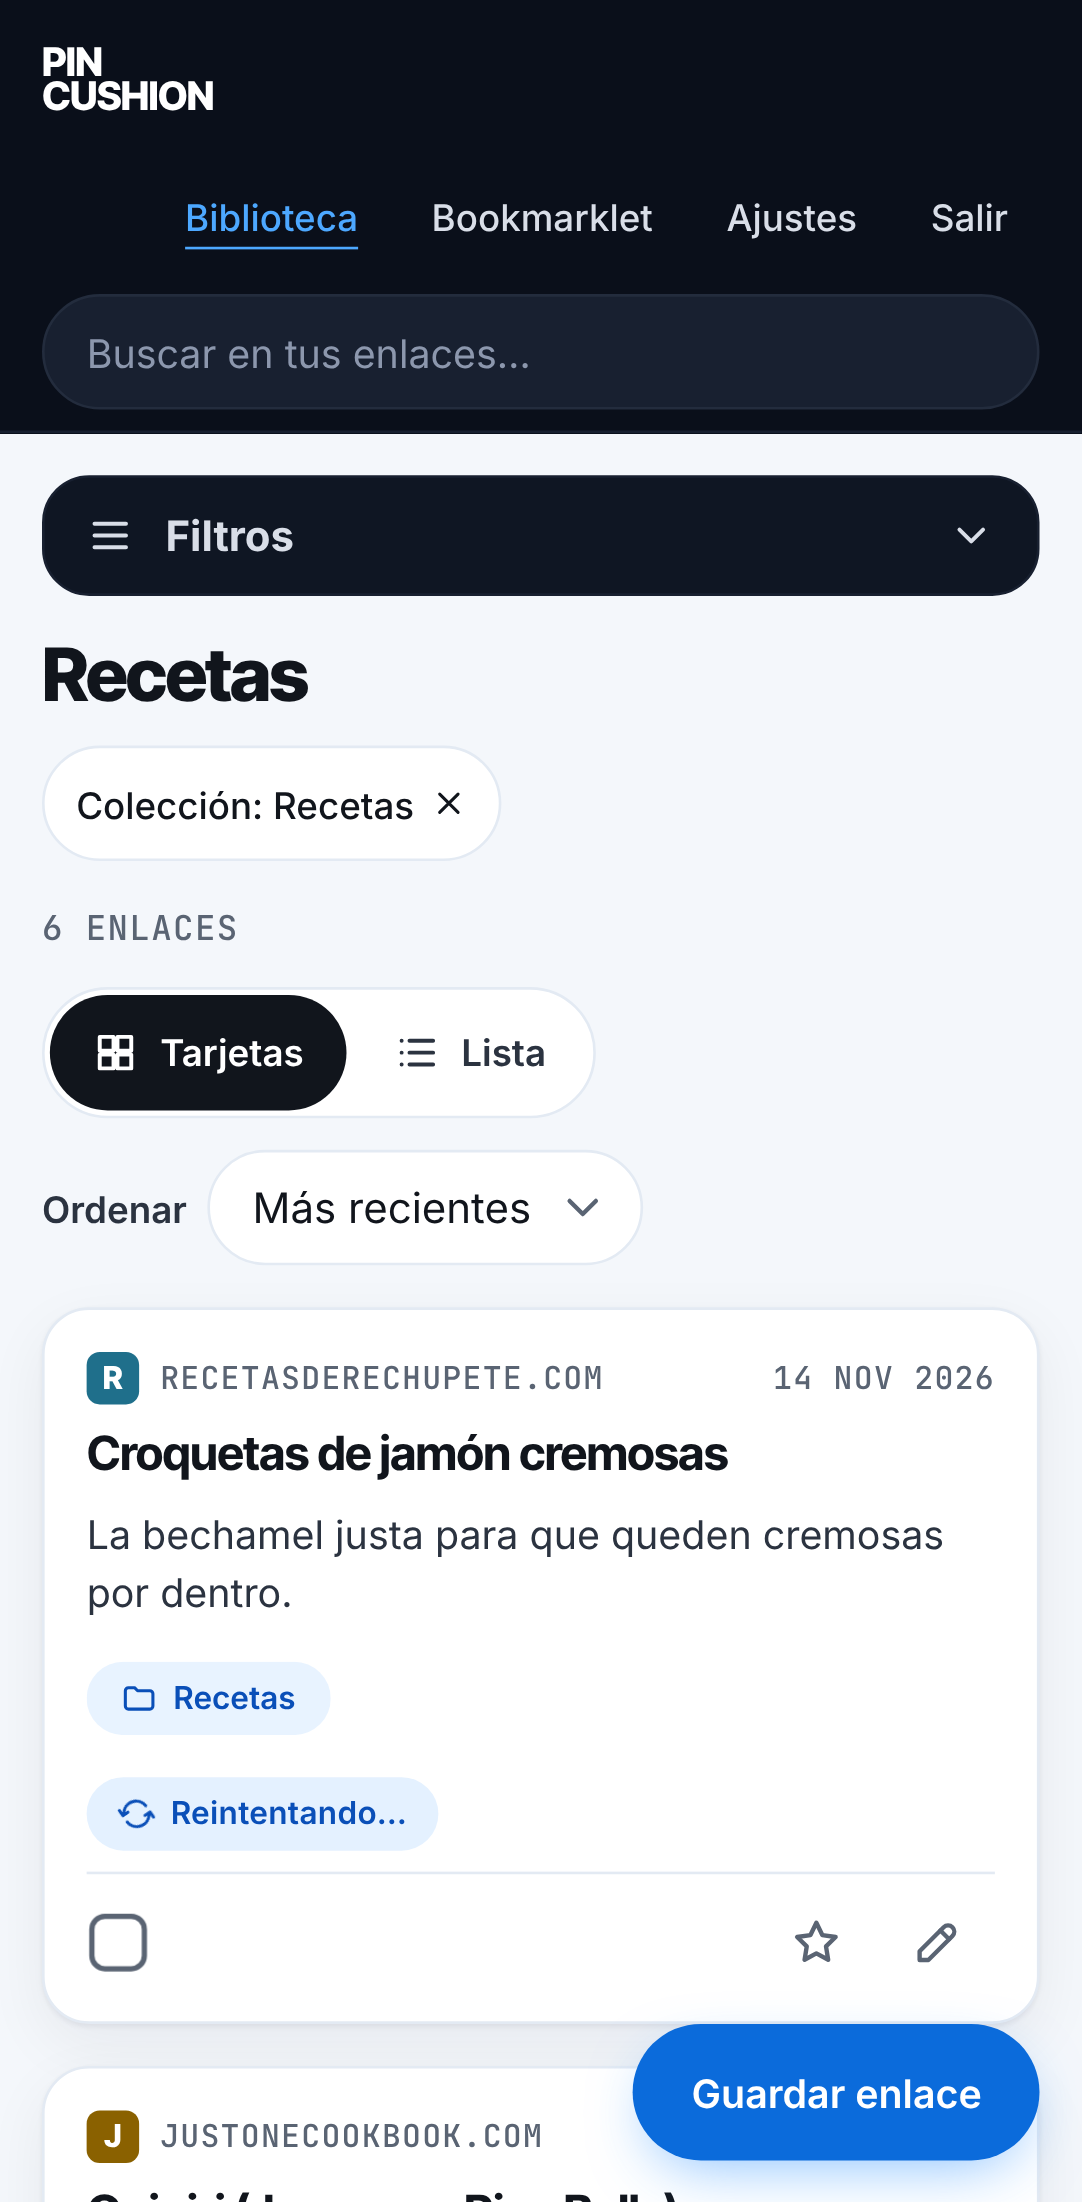 PIN
CUSHION
Biblioteca Bookmarklet Ajustes Salir
Buscar en tus enlaces...
Filtros
Recetas
Colección: Recetas
6 ENLACES
Tarjetas Lista
Ordenar Más recientes
R RECETASDERECHUPETE.COM 14 NOV 2026
Croquetas de jamón cremosas
La bechamel justa para que queden cremosas
por dentro.
Recetas
Reintentando...
Guardar enlace
J JUSTONECOOKBOOK.COM